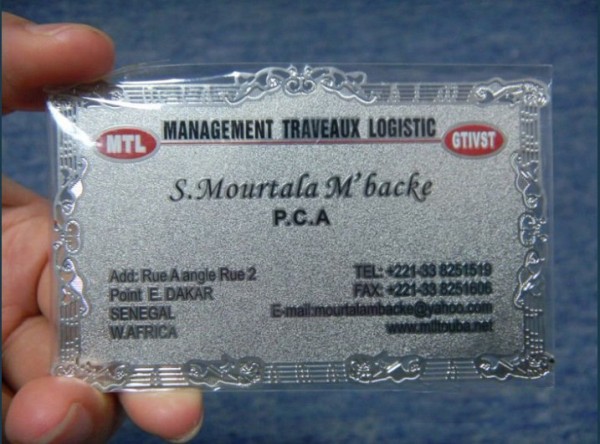 MTL MANAGEMENT TRAVEAUX LOGISTIC GTIVST
S.Mourtala M'backe
P.C.A
Add: Rue A angle Rue 2
Point E. DAKAR
SENEGAL
W.AFRICA
TEL: +221-33 8251519
FAX: +221-33 8251606
E-mail:mourtalambacke@yahoo.com
www.mltouba.net